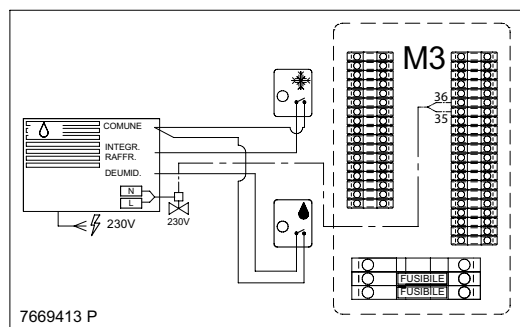 M3
36
35
COMUNE
INTEGR.
RAFFR.
DEUMID.
N
L
230V
230V
FUSIBILE
FUSIBILE
7669413 P